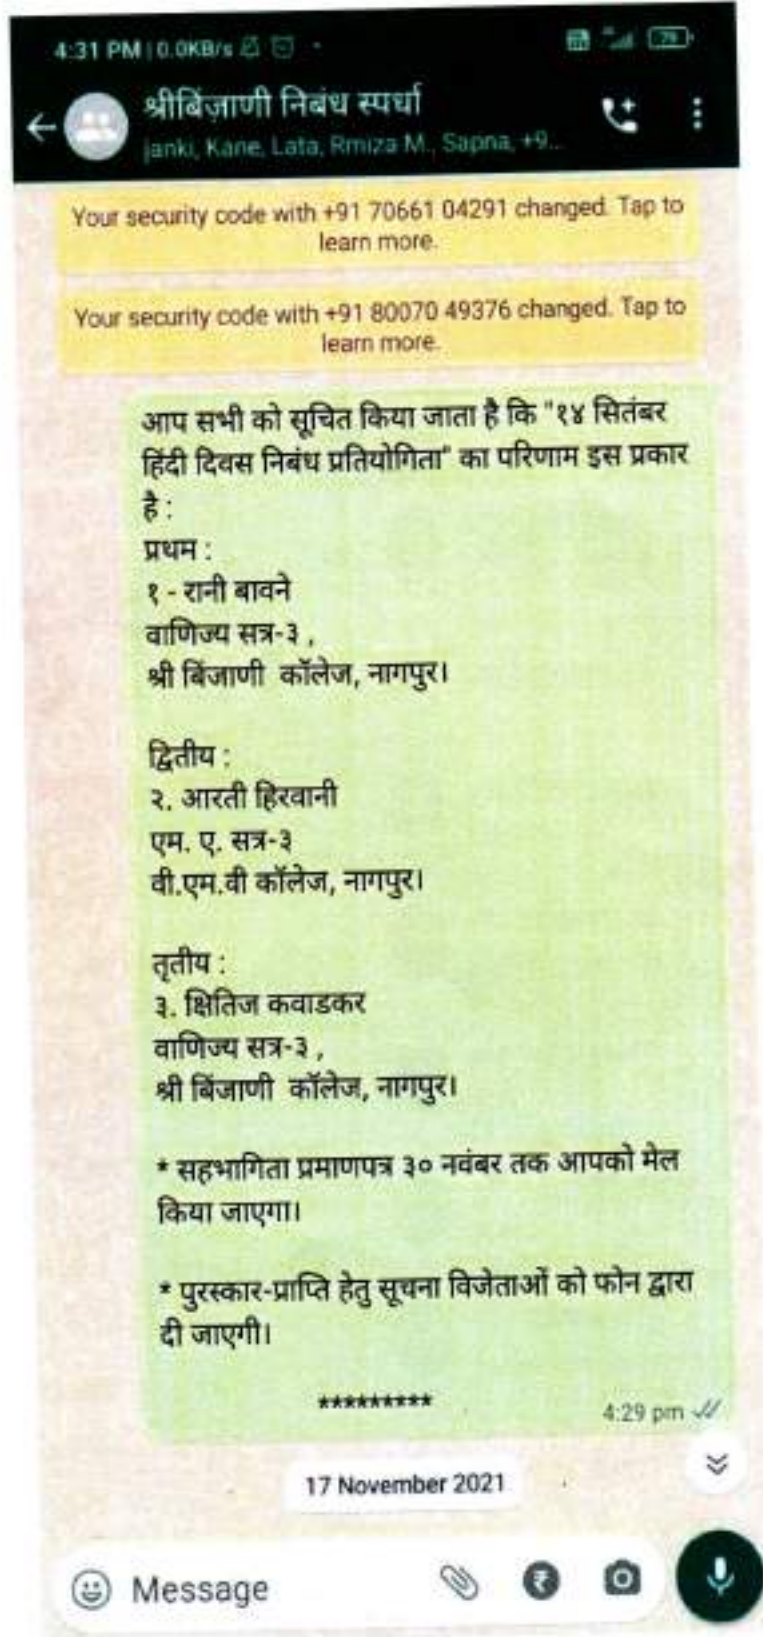 4:31 PM | 0.0KB/s
79
श्रीबिंज़ाणी निबंध स्पर्धा
janki, Kane, Lata, Rmiza M., Sapna, +9...
Your security code with +91 70661 04291 changed. Tap to
learn more.
Your security code with +91 80070 49376 changed. Tap to
learn more.
आप सभी को सूचित किया जाता है कि "१४ सितंबर
हिंदी दिवस निबंध प्रतियोगिता" का परिणाम इस प्रकार
है :
प्रथम :
१ - रानी बावने
वाणिज्य सत्र-३ ,
श्री बिंजाणी कॉलेज, नागपुर।
द्वितीय :
२. आरती हिरवानी
एम. ए. सत्र-३
वी.एम.वी कॉलेज, नागपुर।
तृतीय :
३. क्षितिज कवाडकर
वाणिज्य सत्र-३ ,
श्री बिंजाणी कॉलेज, नागपुर।
* सहभागिता प्रमाणपत्र ३० नवंबर तक आपको मेल
किया जाएगा।
* पुरस्कार-प्राप्ति हेतु सूचना विजेताओं को फोन द्वारा
दी जाएगी।
*********
4:29 pm
17 November 2021
Message